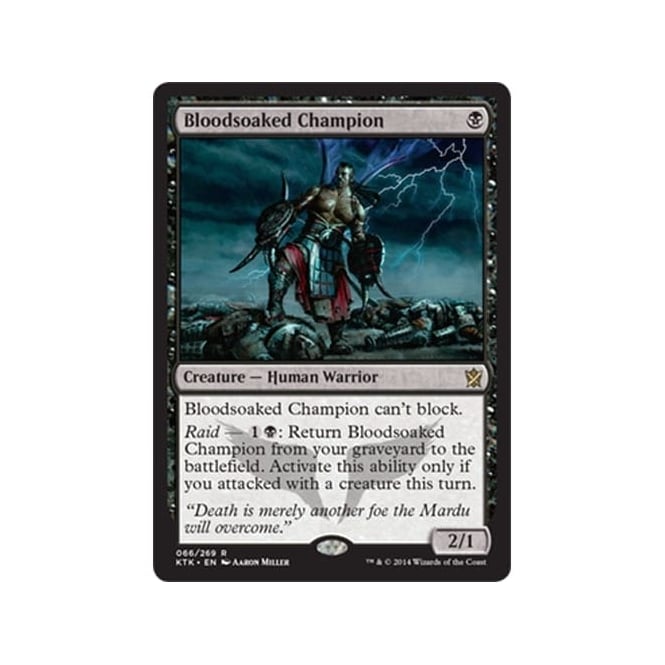 Bloodsoaked Champion
Creature — Human Warrior
Bloodsoaked Champion can't block.
Raid — 1 : Return Bloodsoaked
Champion from your graveyard to the
battlefield. Activate this ability only if
you attacked with a creature this turn.
“Death is merely another foe the Mardu
will overcome.”
2/1
066/269 R
KTK • EN Aaron Miller
™ & © 2014 Wizards of the Coast